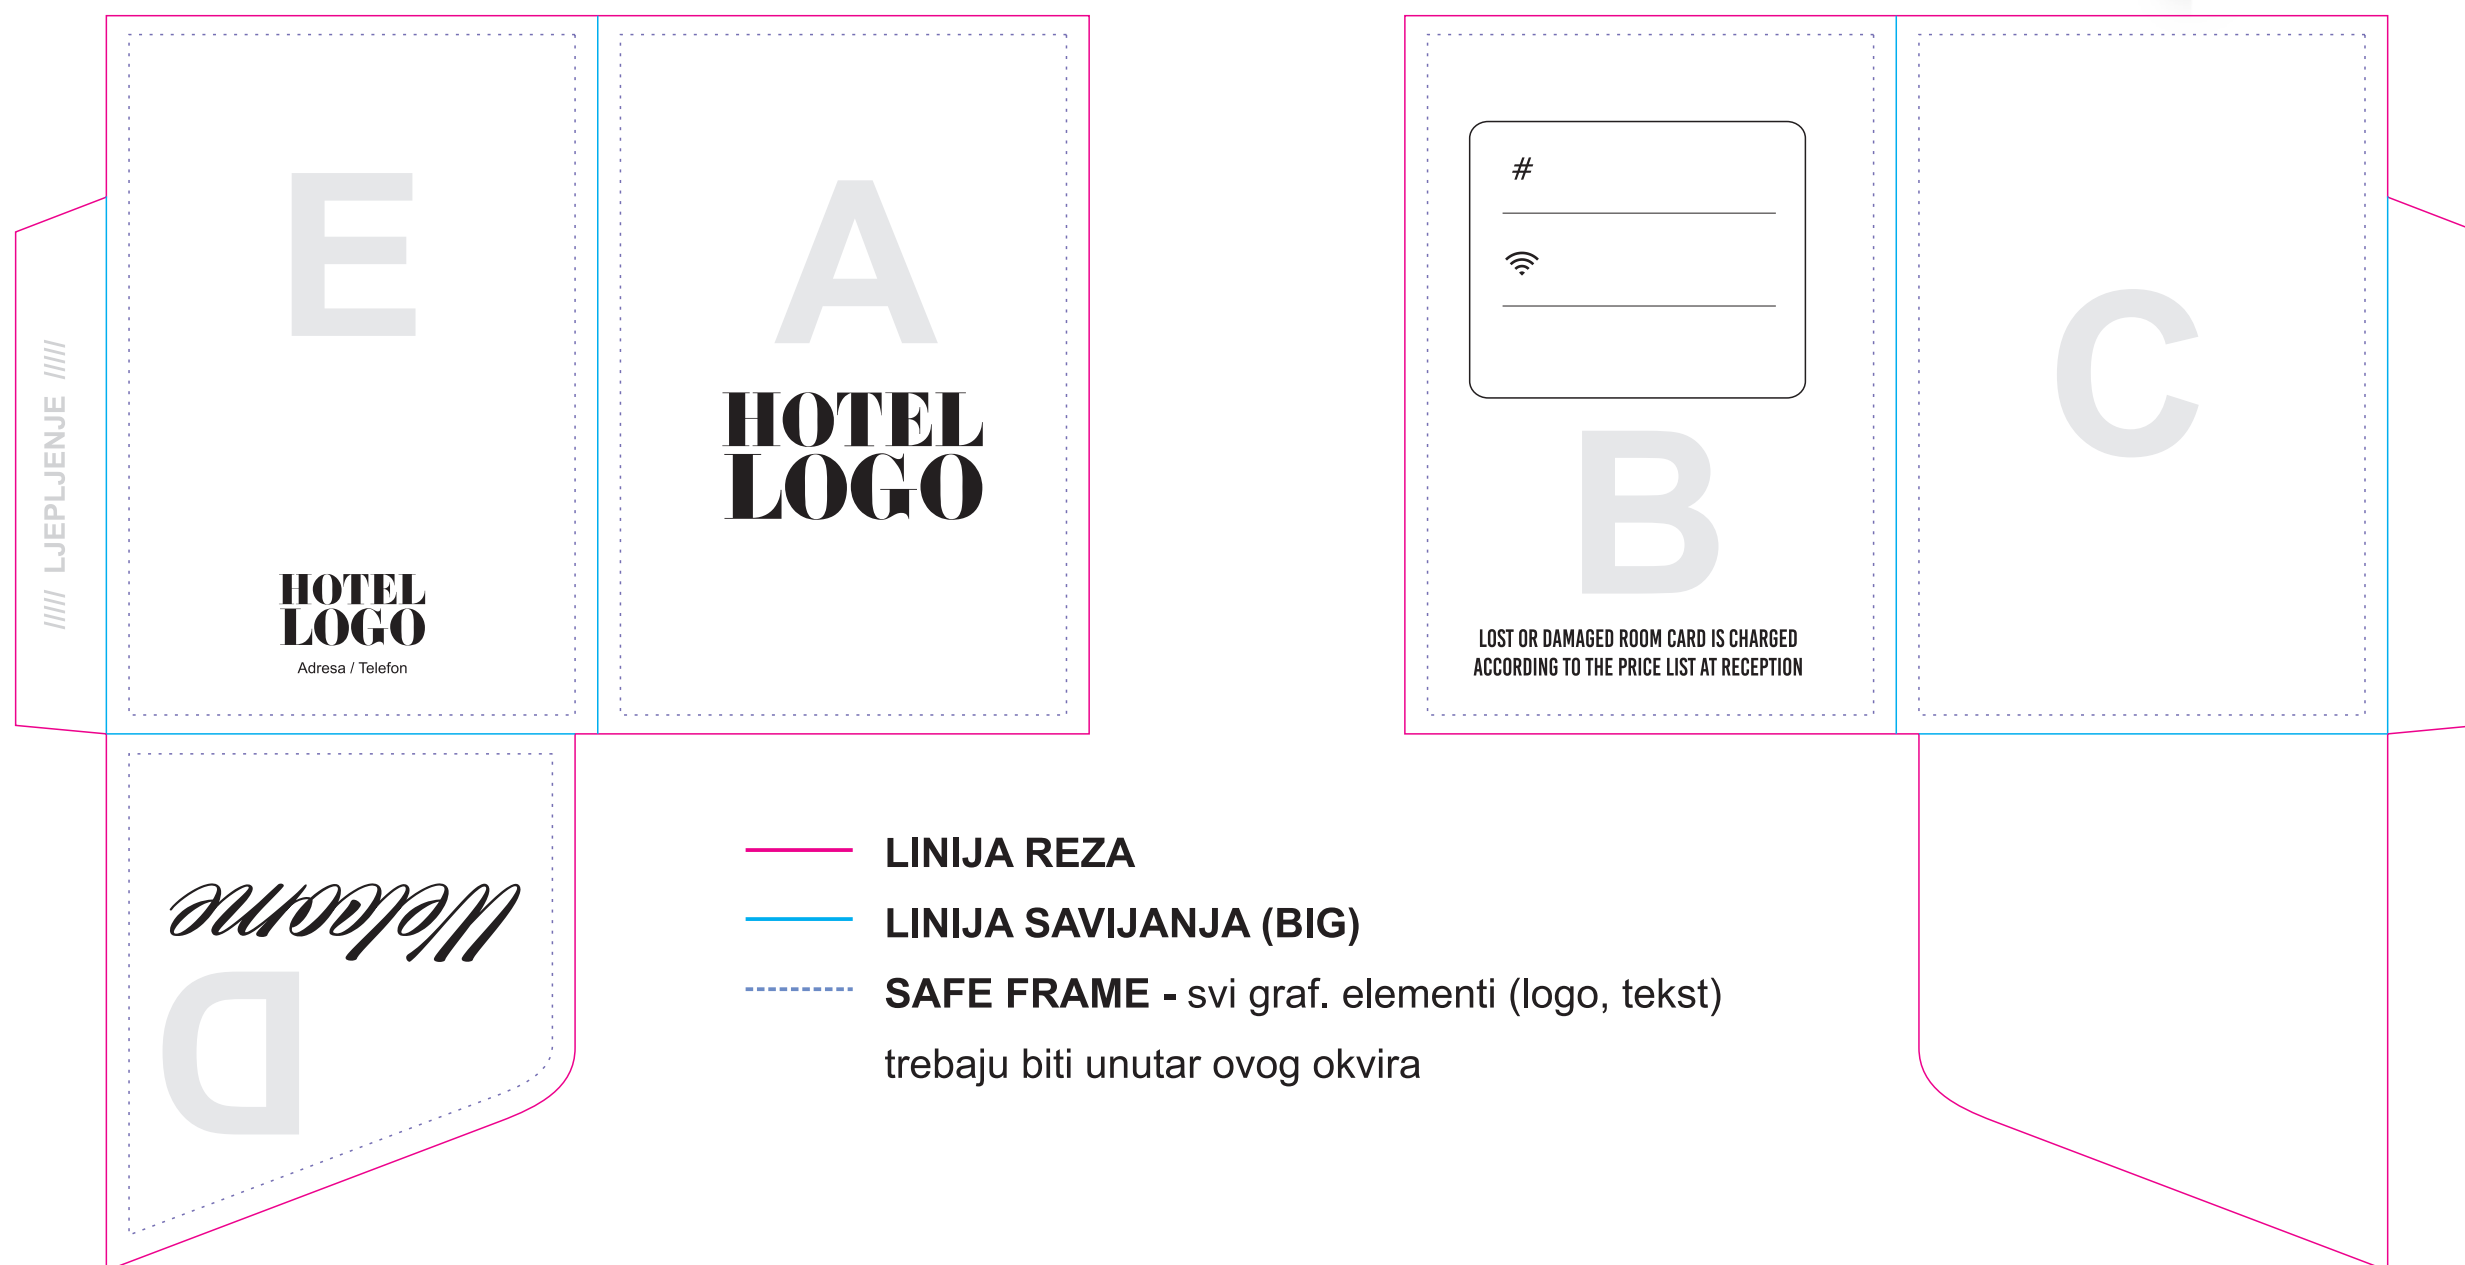 E
A
HOTEL
LOGO
///// LJEPLJENJE /////
HOTEL
LOGO
Adresa / Telefon
Welcome
D
#
B
LOST OR DAMAGED ROOM CARD IS CHARGED
ACCORDING TO THE PRICE LIST AT RECEPTION
C
LINIJA REZA
LINIJA SAVIJANJA (BIG)
SAFE FRAME - svi graf. elementi (logo, tekst)
trebaju biti unutar ovog okvira